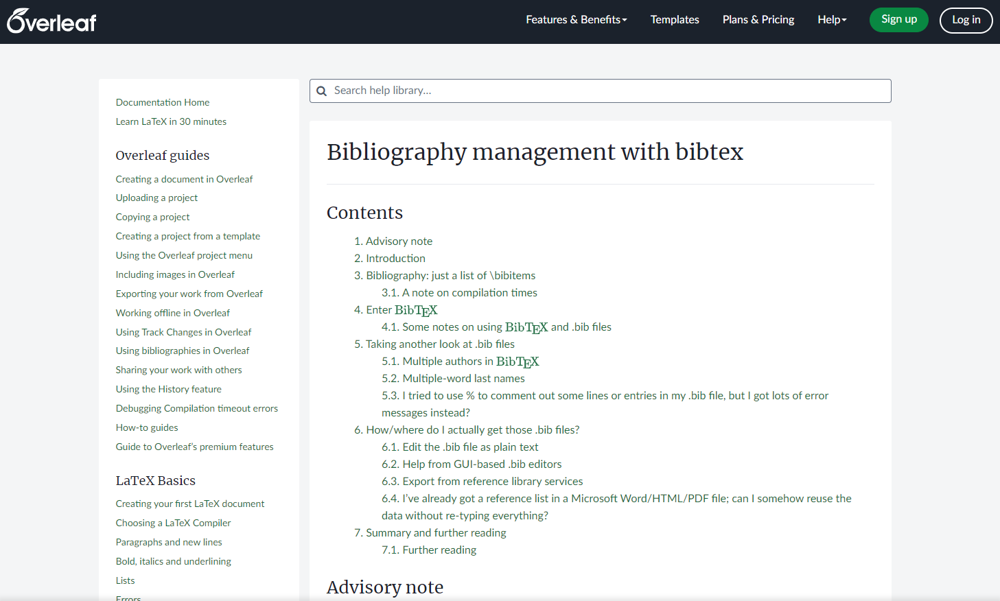 Overleaf
Features & Benefits
Templates
Plans & Pricing
Help
Sign up
Log in
Documentation Home
Learn LaTeX in 30 minutes
Overleaf guides
Creating a document in Overleaf
Uploading a project
Copying a project
Creating a project from a template
Using the Overleaf project menu
Including images in Overleaf
Exporting your work from Overleaf
Working offline in Overleaf
Using Track Changes in Overleaf
Using bibliographies in Overleaf
Sharing your work with others
Using the History feature
Debugging Compilation timeout errors
How-to guides
Guide to Overleaf's premium features
LaTeX Basics
Creating your first LaTeX document
Choosing a LaTeX Compiler
Paragraphs and new lines
Bold, italics and underlining
Lists
Errors
Search help library...
Bibliography management with bibtex
Contents
1. Advisory note
2. Introduction
3. Bibliography: just a list of \bibitems
3.1. A note on compilation times
4. Enter BibTEX
4.1. Some notes on using BibTEX and .bib files
5. Taking another look at .bib files
5.1. Multiple authors in BibTEX
5.2. Multiple-word last names
5.3. I tried to use % to comment out some lines or entries in my .bib file, but I got lots of error
messages instead?
6. How/where do I actually get those .bib files?
6.1. Edit the .bib file as plain text
6.2. Help from GUI-based .bib editors
6.3. Export from reference library services
6.4. I've already got a reference list in a Microsoft Word/HTML/PDF file; can I somehow reuse the
data without re-typing everything?
7. Summary and further reading
7.1. Further reading
Advisory note